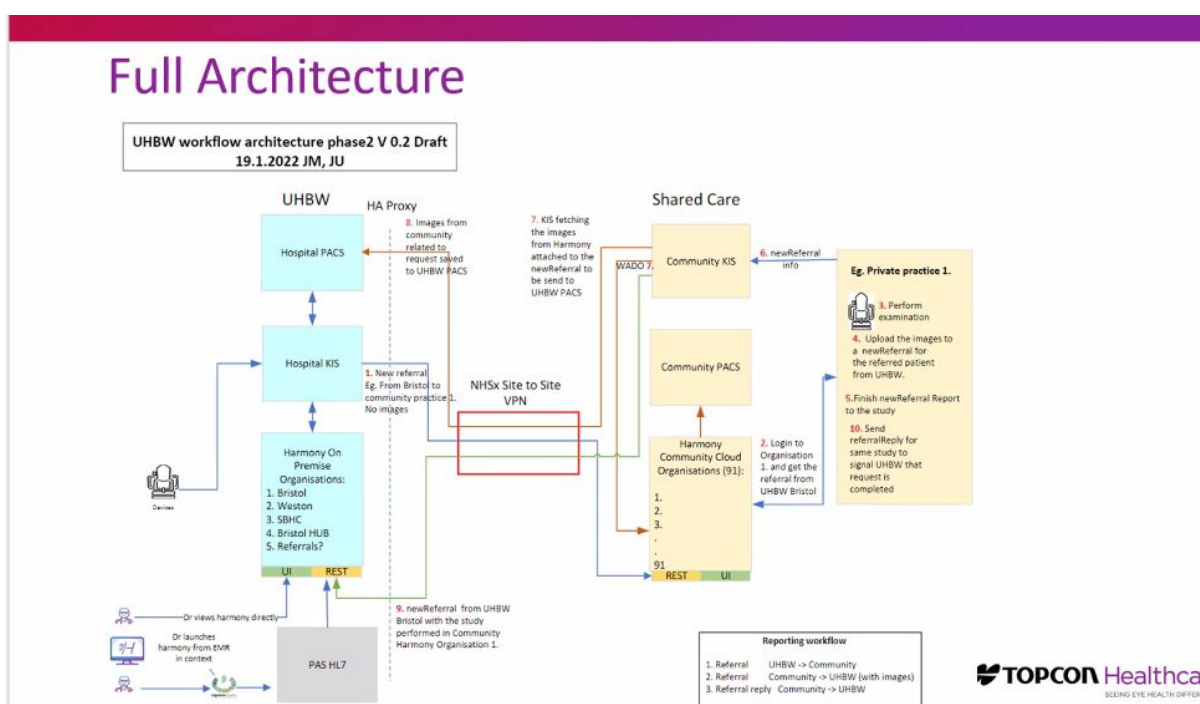 Full Architecture
UHBW workflow architecture phase2 V 0.2 Draft
19.1.2022 JM, JU
UHBW
HA Proxy
Shared Care
Hospital PACS
8. Images from
community
related to
request saved
to UHBW PACS
7. KIS fetching
the images
from Harmony
attached to the
newReferral to
be send to
UHBW PACS
WADO 7.
Community KIS
6. newReferral
info
Eg. Private practice 1.
3. Perform
examination
4. Upload the images to
a newReferral for
the referred patient
from UHBW.
5.Finish newReferral Report
to the study
10. Send
referralReply for
same study to
signal UHBW that
request is
completed
Hospital KIS
1. New referral
Eg. From Bristol to
community practice 1.
No images
NHSx Site to Site
VPN
Community PACS
Harmony On
Premise
Organisations:
1. Bristol
2. Weston
3. SBHC
4. Bristol HUB
5. Referrals?
UI
REST
Devices
Harmony
Community Cloud
Organisations (91):
1.
2.
3.
.
.
91
REST
UI
2. Login to
Organisation
1. and get the
referral from
UHBW Bristol
Dr views harmony directly
Dr launches
harmony from EMR
in context
PAS HL7
9. newReferral from UHBW
Bristol with the study
performed in Community
Harmony Organisation 1.
Reporting workflow
1. Referral UHBW -> Community
2. Referral Community -> UHBW (with images)
3. Referral reply Community -> UHBW
TOPCON Healthca
SEEING EYE HEALTH DIFFER